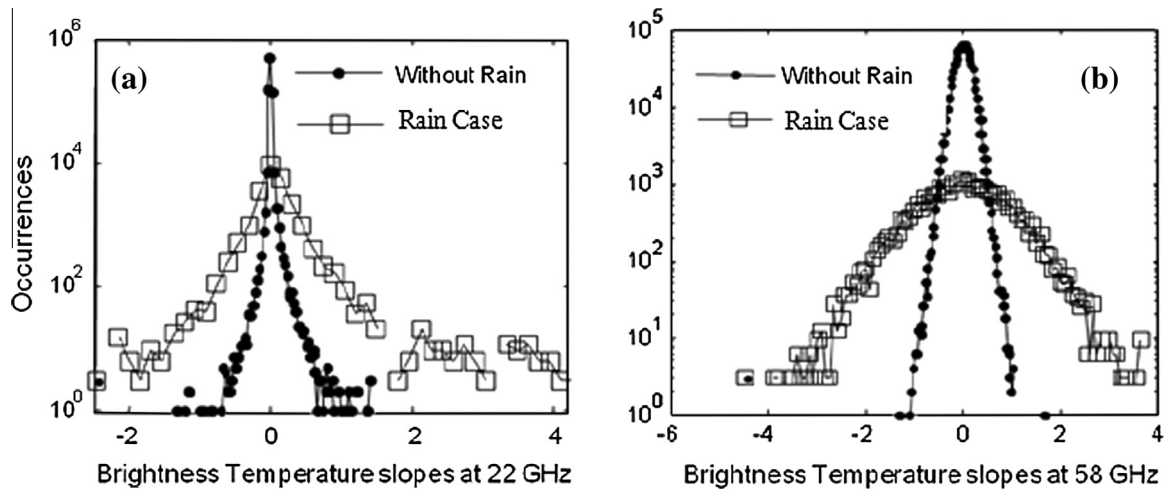 (a)
Without Rain
Rain Case
10^6
10^4
10^2
10^0
Occurrences
-2
0
2
4
Brightness Temperature slopes at 22 GHz
(b)
Without Rain
Rain Case
10^5
10^4
10^3
10^2
10^1
10^0
-6
-4
-2
0
2
4
Brightness Temperature slopes at 58 GHz